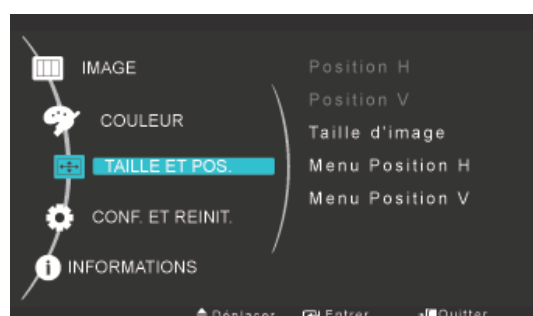 IMAGE
COULEUR
TAILLE ET POS.
CONF. ET REINIT.
INFORMATIONS
Position H
Position V
Taille d'image
Menu Position H
Menu Position V
Déplacer Entrer Quitter